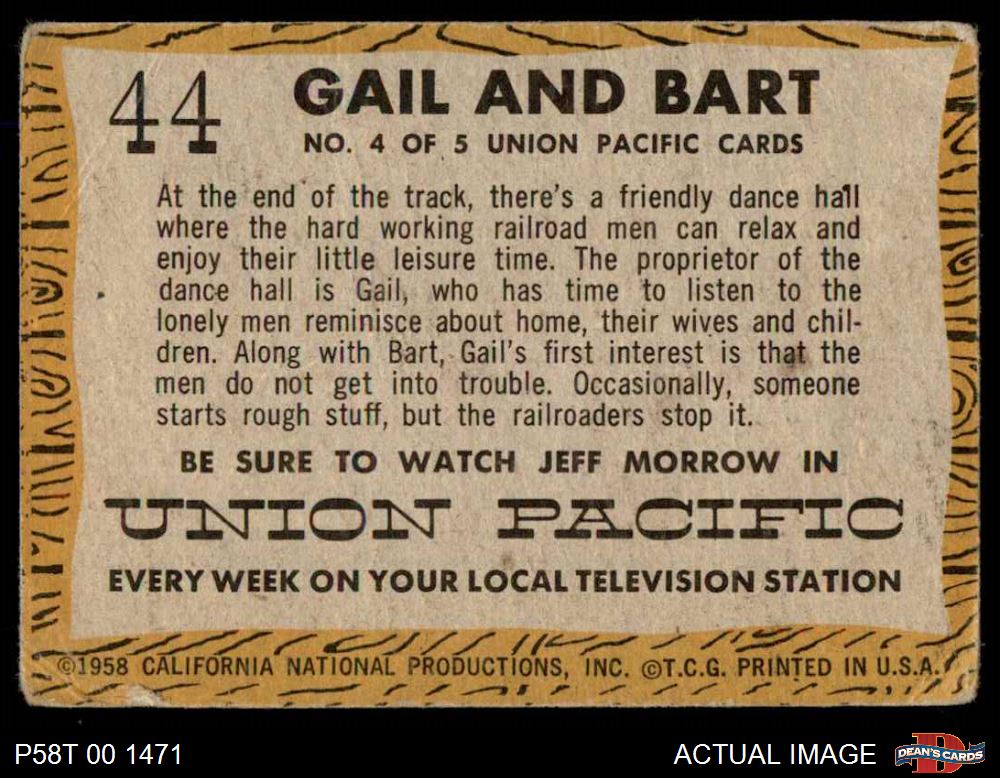 44
GAIL AND BART
NO. 4 OF 5 UNION PACIFIC CARDS
At the end of the track, there's a friendly dance hall
where the hard working railroad men can relax and
enjoy their little leisure time. The proprietor of the
dance hall is Gail, who has time to listen to the
lonely men reminisce about home, their wives and chil-
dren. Along with Bart, Gail's first interest is that the
men do not get into trouble. Occasionally, someone
starts rough stuff, but the railroaders stop it.
BE SURE TO WATCH JEFF MORROW IN
UNION PACIFIC
EVERY WEEK ON YOUR LOCAL TELEVISION STATION
©1958 CALIFORNIA NATIONAL PRODUCTIONS, INC. ©T.C.G. PRINTED IN U.S.A.
P58T 00 1471
ACTUAL IMAGE
D
DEAN'S CARDS